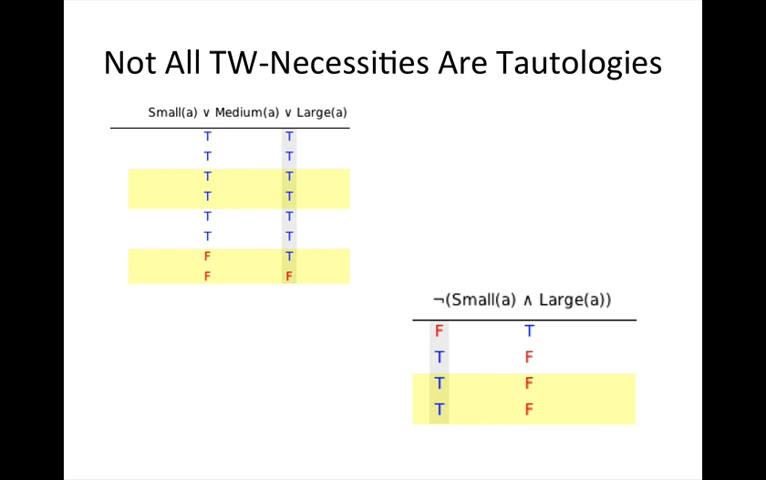 Not All TW-Necessities Are Tautologies
Small(a) ∨ Medium(a) ∨ Large(a)
T T
T T
T T
T T
T T
T T
F T
F F
¬(Small(a) ∧ Large(a))
F T
T F
T F
T F